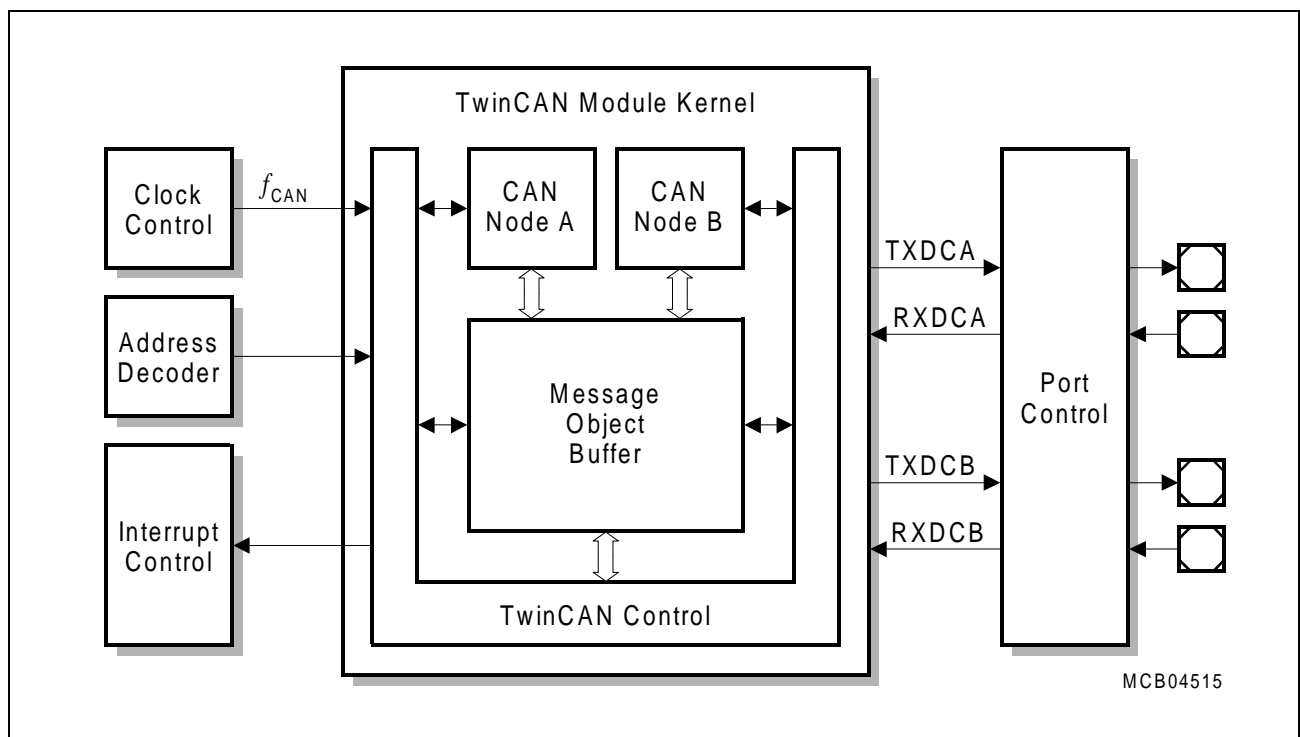 TwinCAN Module Kernel
Clock
Control
f CAN
CAN
Node A
CAN
Node B
TXDCA
RXDCA
Address
Decoder
Message
Object
Buffer
Port
Control
TXDCB
RXDCB
Interrupt
Control
TwinCAN Control
MCB04515